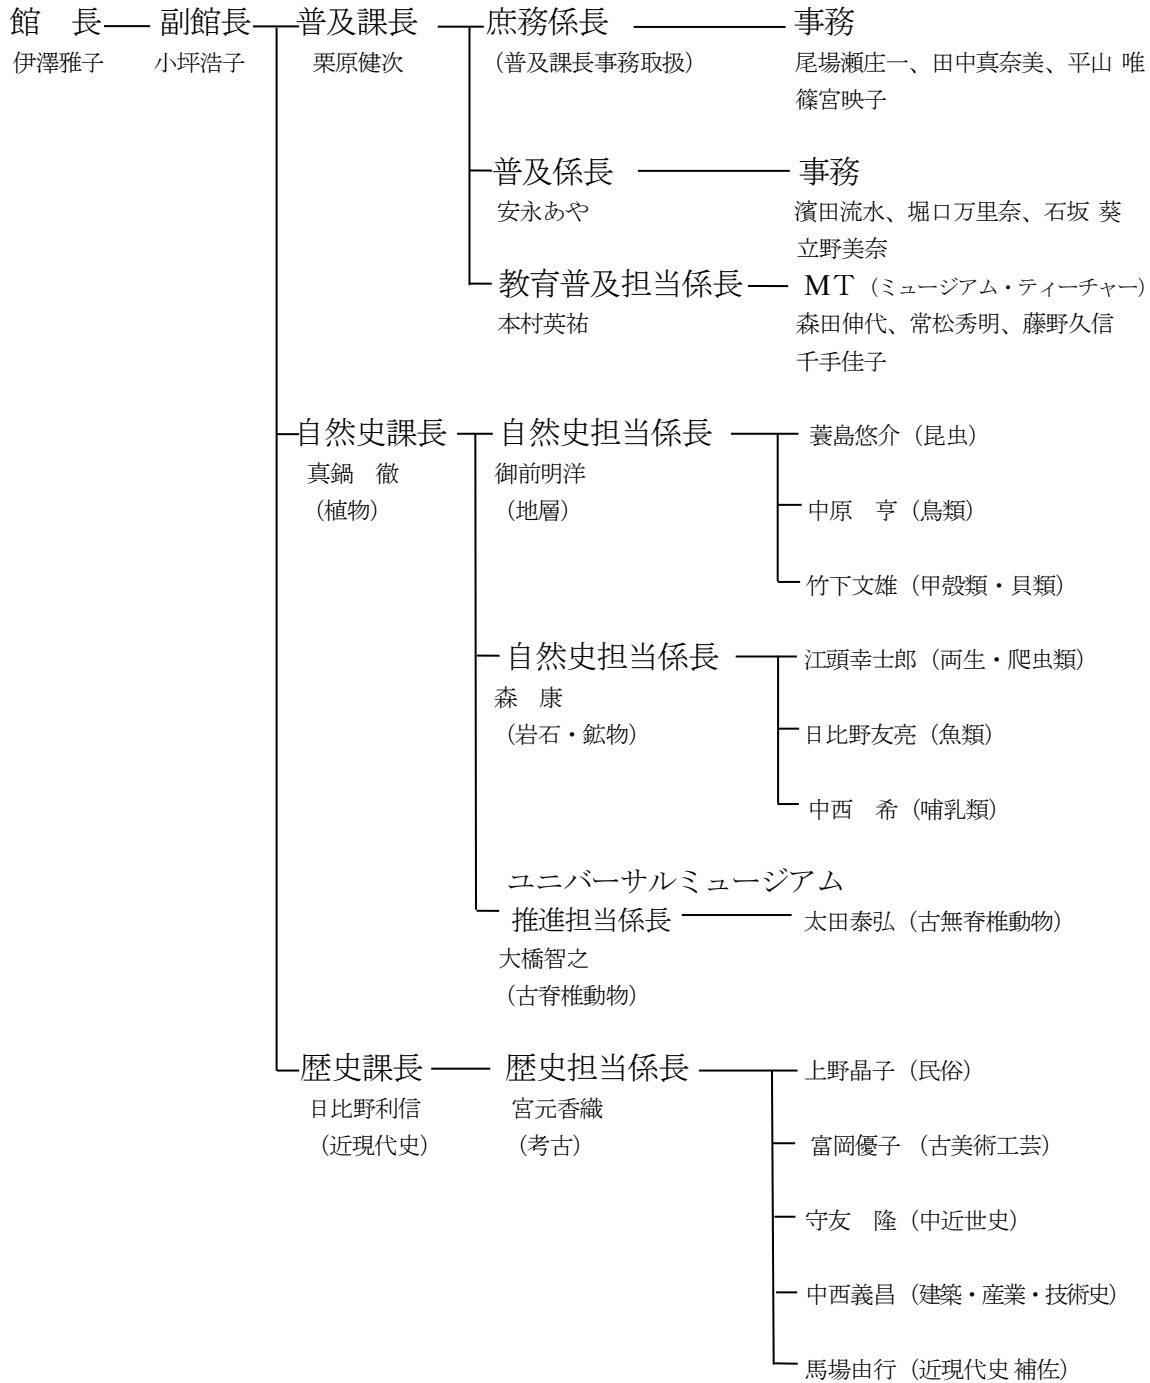 館　長 副館長 普及課長 庶務係長 事務
伊澤雅子 小坪浩子 栗原健次 （普及課長事務取扱） 尾場瀬庄一、田中真奈美、平山 唯
篠宮映子
普及係長 事務
安永あや 濱田流水、堀口万里奈、石坂 葵
立野美奈
教育普及担当係長 MT（ミュージアム・ティーチャー）
本村英祐 森田伸代、常松秀明、藤野久信
千手佳子
自然史課長 自然史担当係長 蓑島悠介（昆虫）
真鍋　徹 御前明洋
（植物） （地層） 中原　亨（鳥類）
竹下文雄（甲殻類・貝類）
自然史担当係長 江頭幸士郎（両生・爬虫類）
森　康
（岩石・鉱物） 日比野友亮（魚類）
中西　希（哺乳類）
ユニバーサルミュージアム
推進担当係長 太田泰弘（古無脊椎動物）
大橋智之
（古脊椎動物）
歴史課長 歴史担当係長 上野晶子（民俗）
日比野利信 宮元香織
（近現代史） （考古） 富岡優子 （古美術工芸）
守友　隆（中近世史）
中西義昌（建築・産業・技術史）
馬場由行（近現代史 補佐）